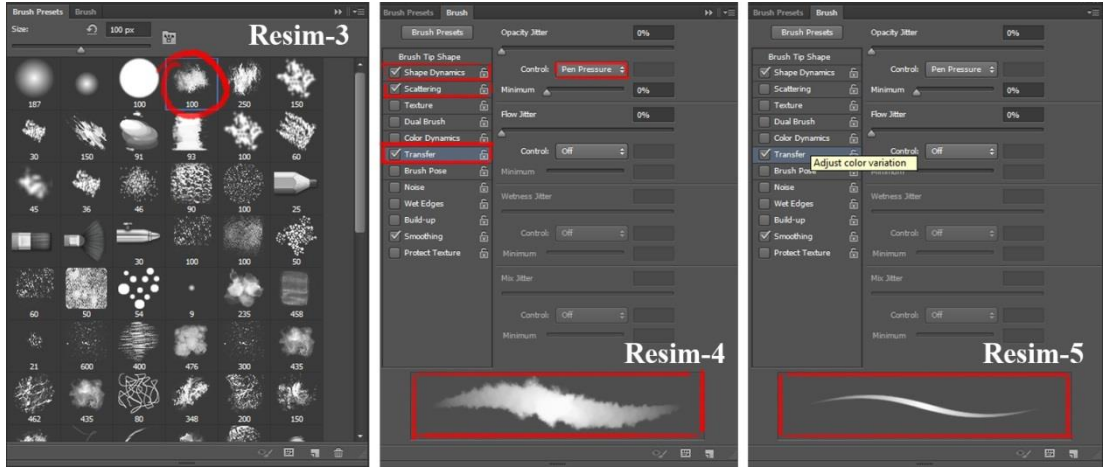 Brush Presets Brush
Size: 100 px
Resim-3
187 100 100 250 150
30 150 91 93 100 60
45 36 46 90 100 25
30 100 100 50
60 50 54 9 235 458
21 600 400 476 300 435
462 435 80 348 200 150
Brush Presets Brush
Brush Presets
Brush Tip Shape
Shape Dynamics
Scattering
Texture
Dual Brush
Color Dynamics
Transfer
Brush Pose
Noise
Wet Edges
Build-up
Smoothing
Protect Texture
Opacity Jitter 0%
Control: Pen Pressure
Minimum 0%
Flow Jitter 0%
Control: Off
Minimum
Wetness Jitter
Control: Off
Minimum
Mix Jitter
Control: Off
Minimum
Resim-4
Brush Presets Brush
Brush Presets
Brush Tip Shape
Shape Dynamics
Scattering
Texture
Dual Brush
Color Dynamics
Transfer
Brush Pose
Noise
Wet Edges
Build-up
Smoothing
Protect Texture
Opacity Jitter 0%
Control: Pen Pressure
Minimum 0%
Flow Jitter 0%
Control: Off
Adjust color variation
Minimum
Wetness Jitter
Control: Off
Minimum
Mix Jitter
Control: Off
Minimum
Resim-5